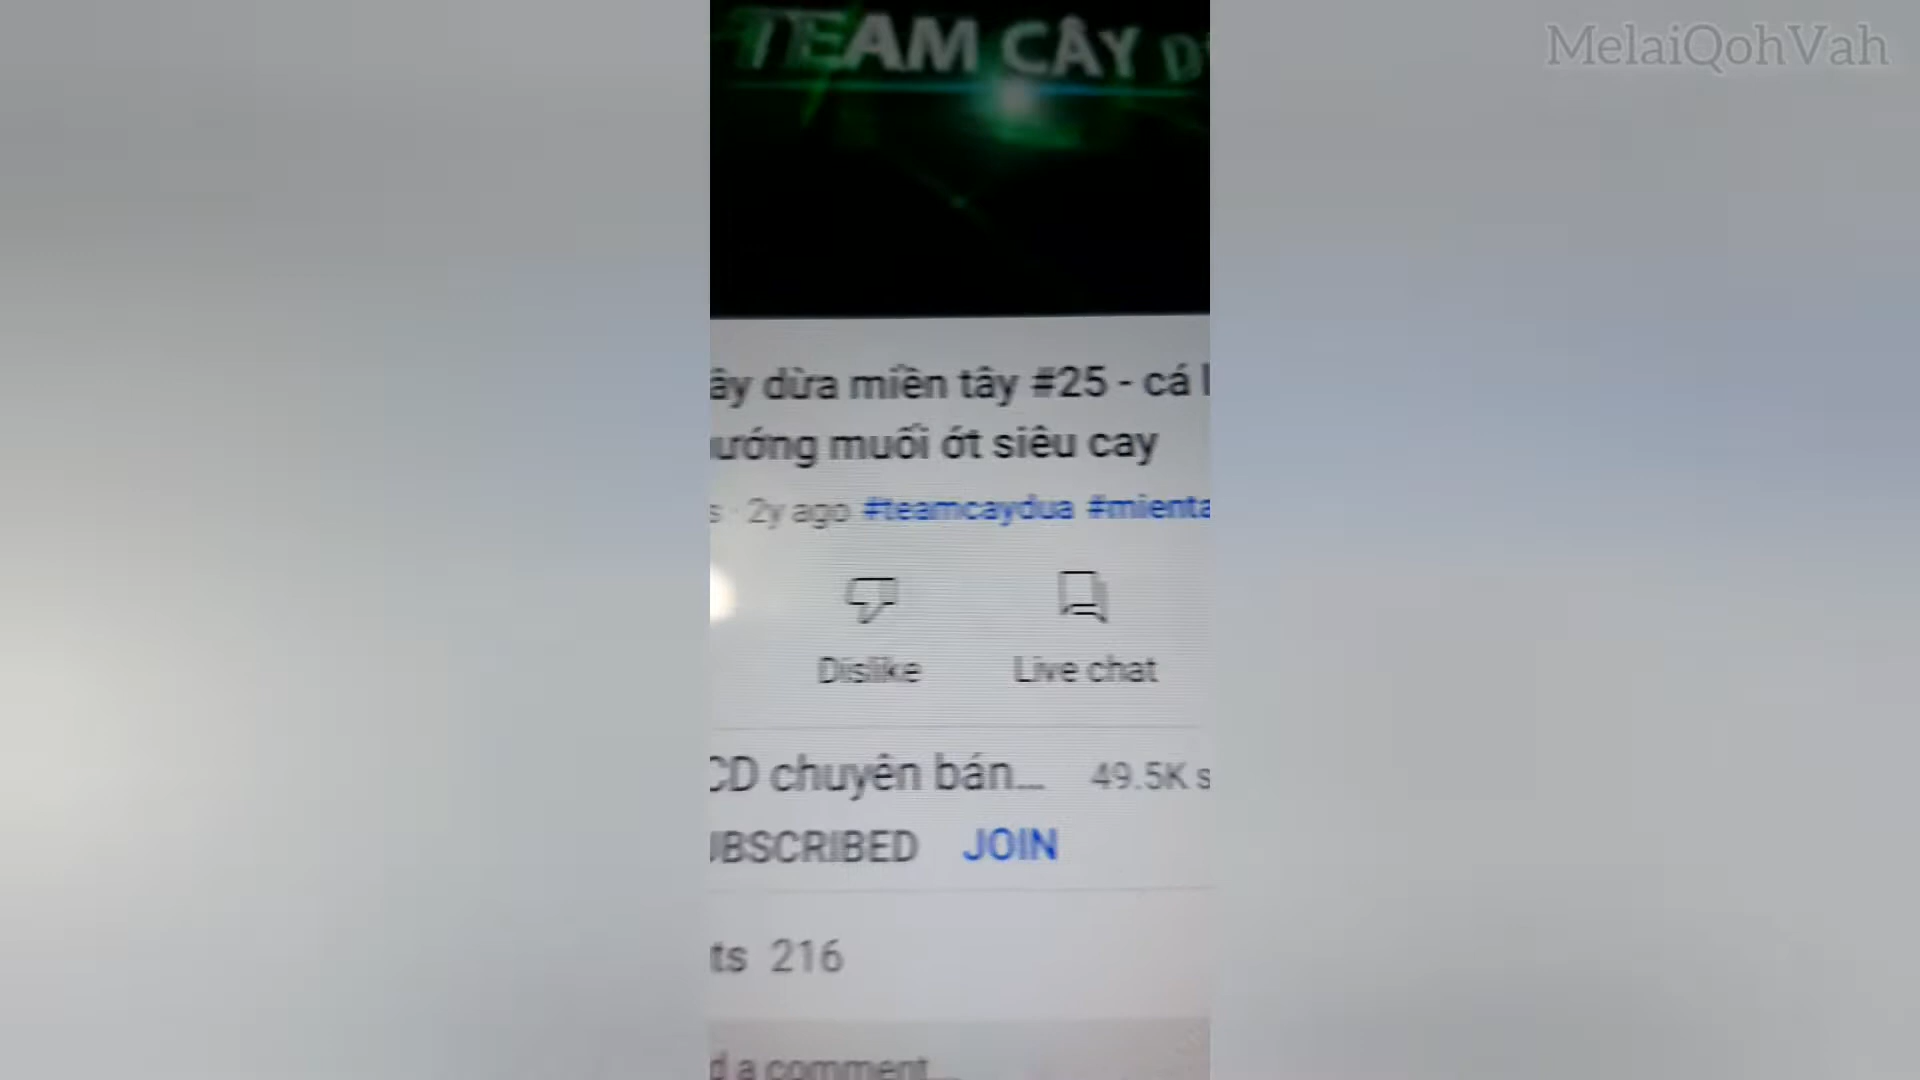 MelaiQohVah
TEAM CÂY
ây dừa miền tây #25 - cá l
ướng muối ớt siêu cay
s · 2y ago #teamcaydua #mienta
Dislike
Live chat
CD chuyên bán... 49.5K s
UBSCRIBED JOIN
ts 216
d a comment...